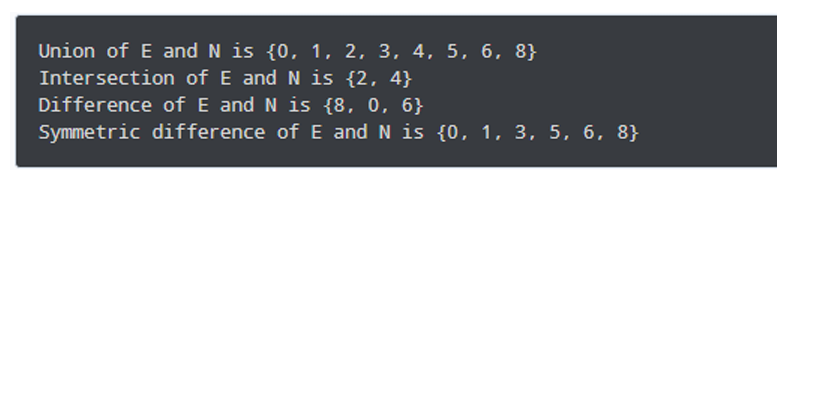 Union of E and N is {0, 1, 2, 3, 4, 5, 6, 8}
Intersection of E and N is {2, 4}
Difference of E and N is {8, 0, 6}
Symmetric difference of E and N is {0, 1, 3, 5, 6, 8}